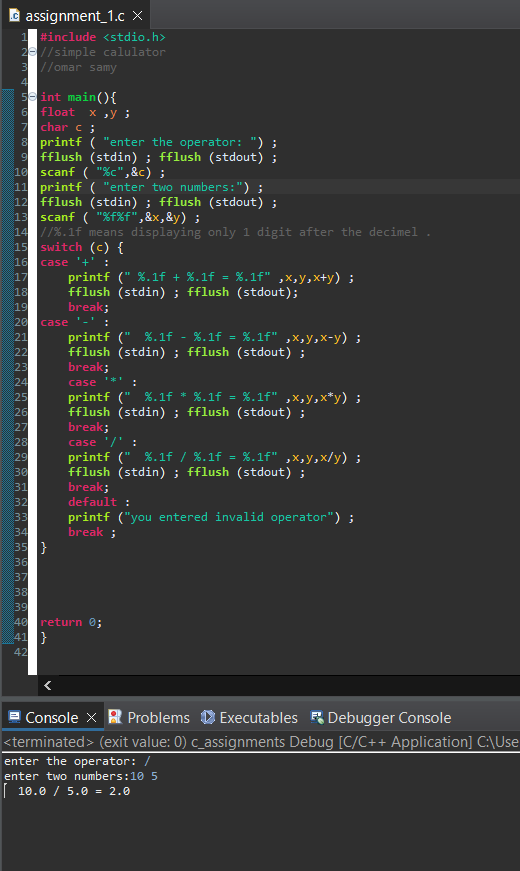 assignment_1.c
1 #include <stdio.h>
2 //simple calulator
3 //omar samy
4
5 int main(){
6 float  x ,y ;
7 char c ;
8 printf ( "enter the operator: ") ;
9 fflush (stdin) ; fflush (stdout) ;
10 scanf ( "%c",&c) ;
11 printf ( "enter two numbers:") ;
12 fflush (stdin) ; fflush (stdout) ;
13 scanf ( "%f%f",&x,&y) ;
14 //%.1f means displaying only 1 digit after the decimel .
15 switch (c) {
16 case '+' :
17     printf (" %.1f + %.1f = %.1f" ,x,y,x+y) ;
18     fflush (stdin) ; fflush (stdout);
19     break;
20 case '-' :
21     printf ("  %.1f - %.1f = %.1f" ,x,y,x-y) ;
22     fflush (stdin) ; fflush (stdout) ;
23     break;
24     case '*' :
25     printf ("  %.1f * %.1f = %.1f" ,x,y,x*y) ;
26     fflush (stdin) ; fflush (stdout) ;
27     break;
28     case '/' :
29     printf ("  %.1f / %.1f = %.1f" ,x,y,x/y) ;
30     fflush (stdin) ; fflush (stdout) ;
31     break;
32     default :
33     printf ("you entered invalid operator") ;
34     break ;
35 }
36
37
38
39
40 return 0;
41 }
42
Console Problems Executables Debugger Console
<terminated> (exit value: 0) c_assignments Debug [C/C++ Application] C:\Use
enter the operator: /
enter two numbers:10 5
  10.0 / 5.0 = 2.0